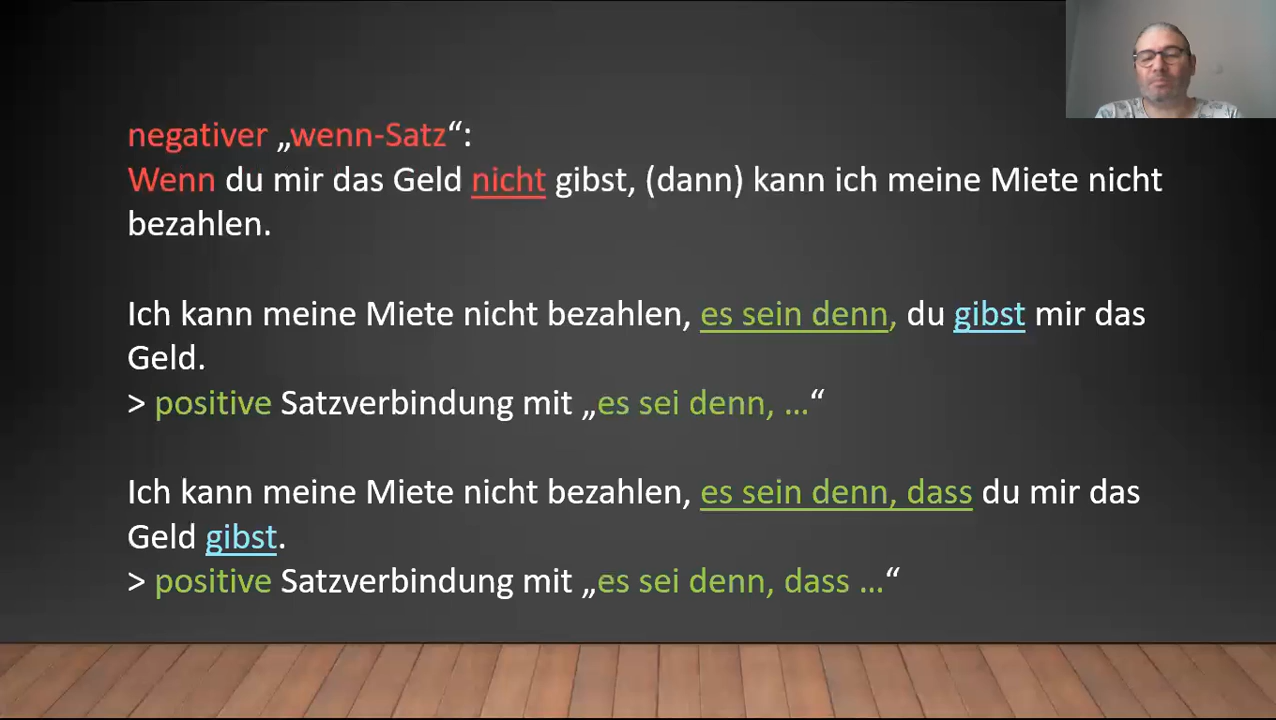 negativer „wenn-Satz“:
Wenn du mir das Geld nicht gibst, (dann) kann ich meine Miete nicht
bezahlen.
Ich kann meine Miete nicht bezahlen, es sein denn, du gibst mir das
Geld.
> positive Satzverbindung mit „es sei denn, …“
Ich kann meine Miete nicht bezahlen, es sein denn, dass du mir das
Geld gibst.
> positive Satzverbindung mit „es sei denn, dass …“